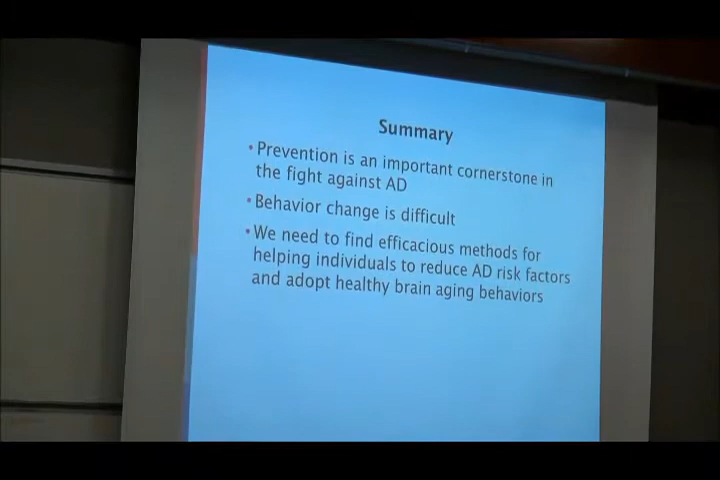 Summary
• Prevention is an important cornerstone in
the fight against AD
• Behavior change is difficult
• We need to find efficacious methods for
helping individuals to reduce AD risk factors
and adopt healthy brain aging behaviors